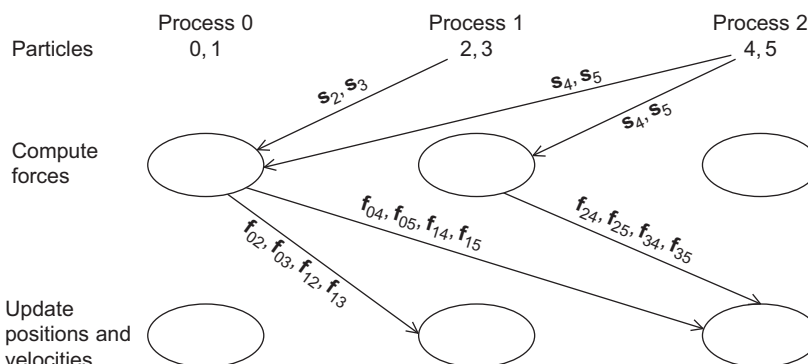 Process 0 Process 1 Process 2
Particles 0, 1 2, 3 4, 5
s₂, s₃
s₄, s₅
s₄, s₅
Compute
forces
f₀₂, f₀₃, f₁₂, f₁₃
f₀₄, f₀₅, f₁₄, f₁₅
f₂₄, f₂₅, f₃₄, f₃₅
Update
positions and
velocities